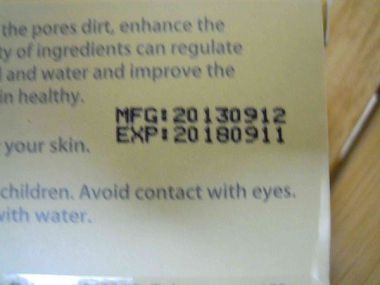 the pores dirt, enhance the
ty of ingredients can regulate
l and water and improve the
in healthy.
MFG:20130912
EXP:20180911
your skin.
children. Avoid contact with eyes.
with water.